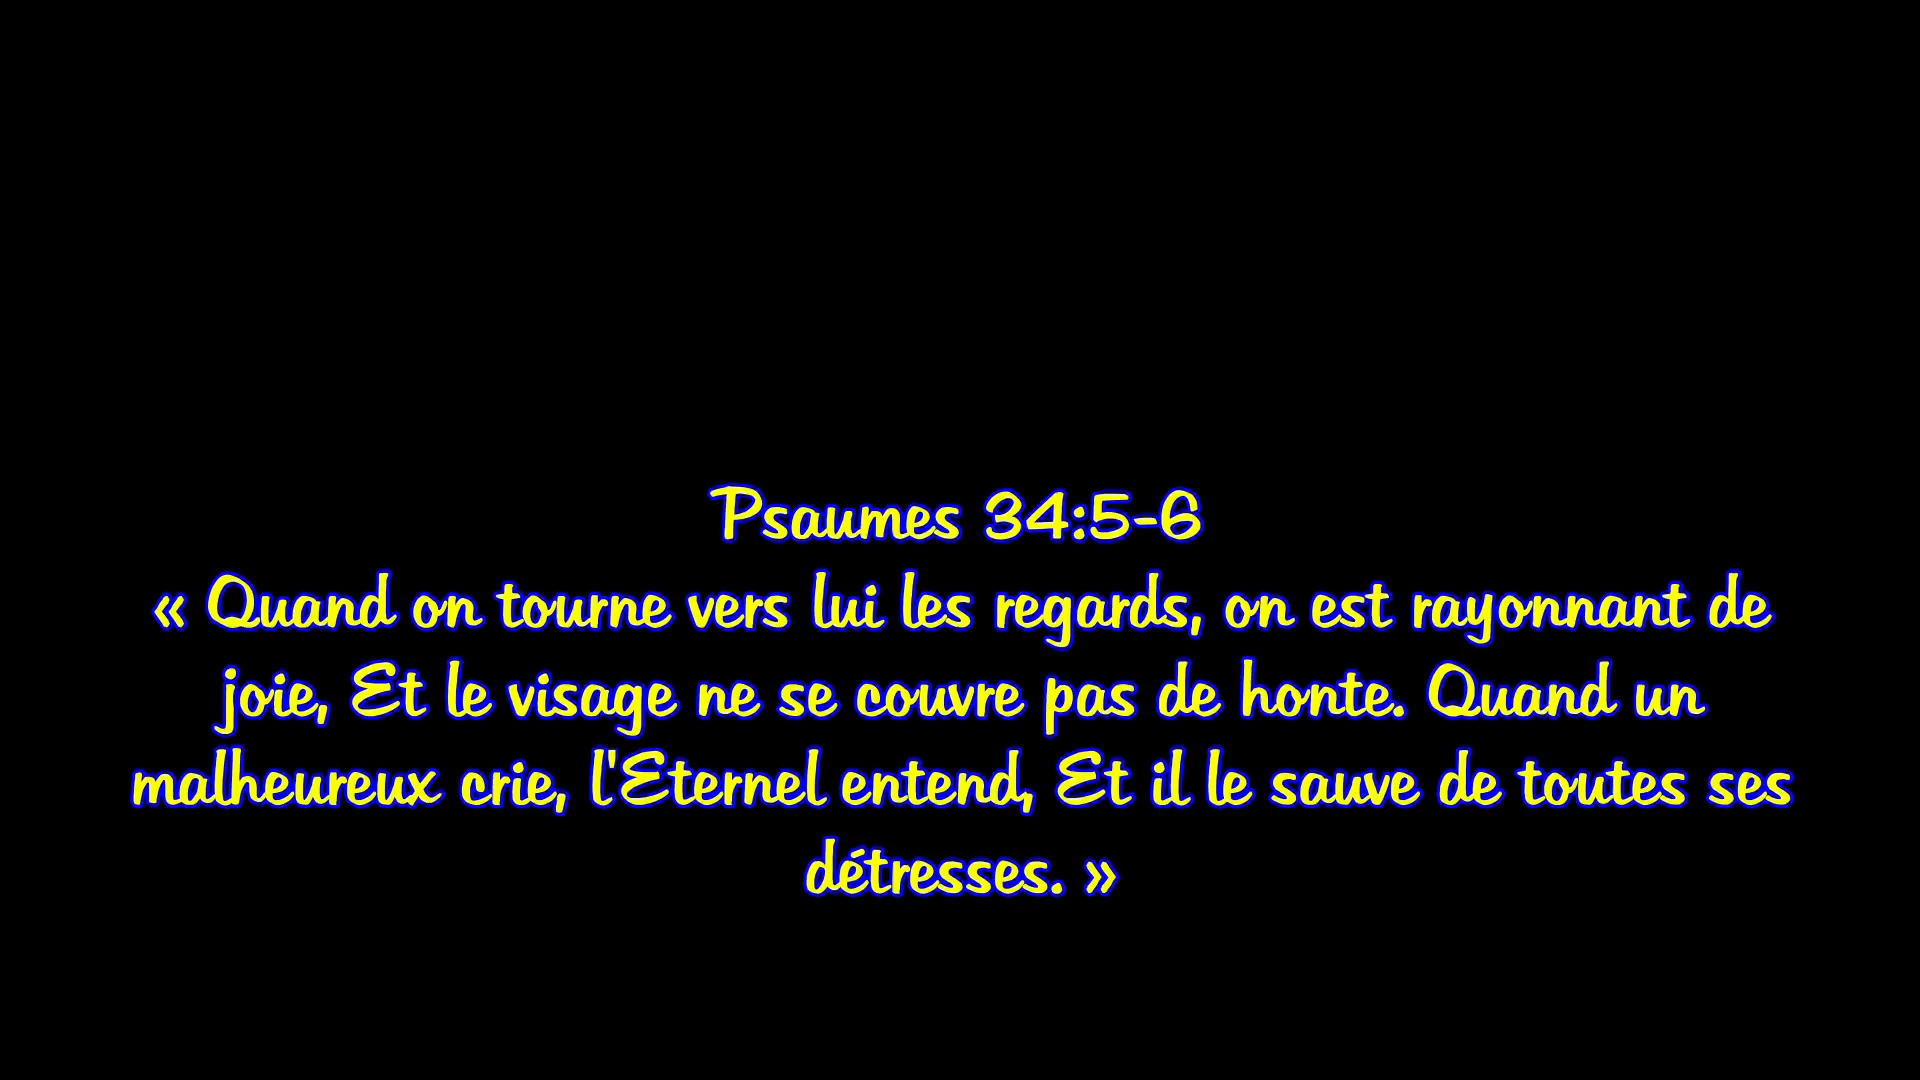 Psaumes 34:5-6
« Quand on tourne vers lui les regards, on est rayonnant de
joie, Et le visage ne se couvre pas de honte. Quand un
malheureux crie, l'Eternel entend, Et il le sauve de toutes ses
détresses. »